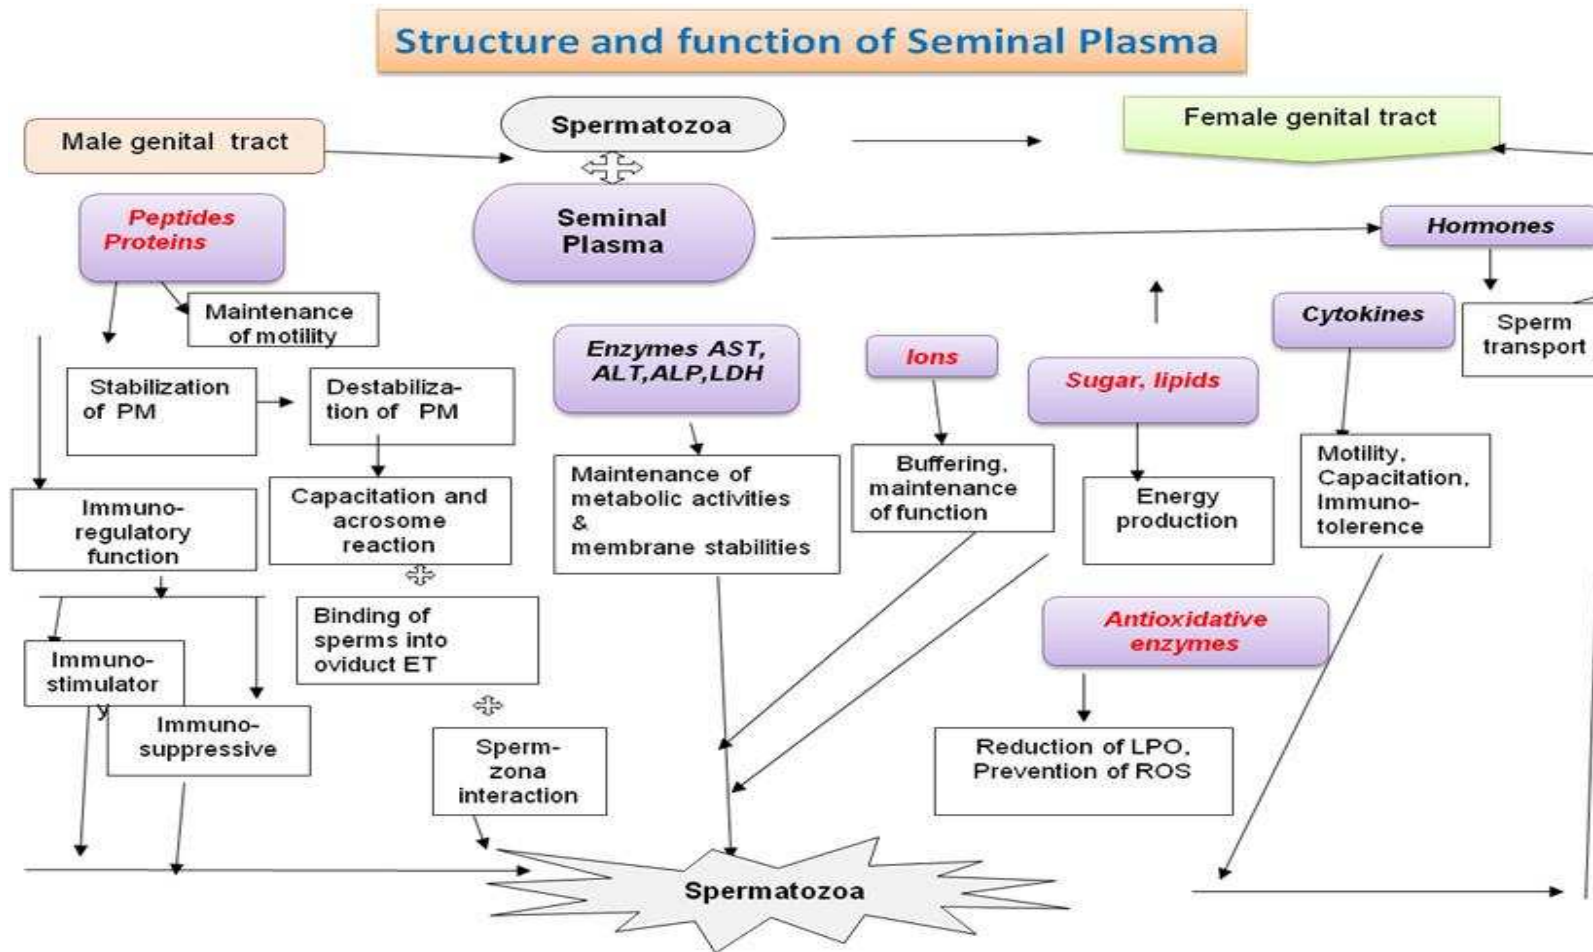 Structure and function of Seminal Plasma
Male genital tract
Spermatozoa
Female genital tract
Peptides
Proteins
Seminal
Plasma
Hormones
Maintenance
of motility
Enzymes AST,
ALT,ALP,LDH
Ions
Sugar, lipids
Cytokines
Sperm
transport
Stabilization
of PM
Destabiliza-
tion of PM
Maintenance of
metabolic activities
&
membrane stabilities
Buffering,
maintenance
of function
Energy
production
Motility,
Capacitation,
Immuno-
tolerence
Immuno-
regulatory
function
Capacitation and
acrosome
reaction
Binding of
sperms into
oviduct ET
Antioxidative
enzymes
Immuno-
stimulator
y
Immuno-
suppressive
Sperm-
zona
interaction
Reduction of LPO,
Prevention of ROS
Spermatozoa